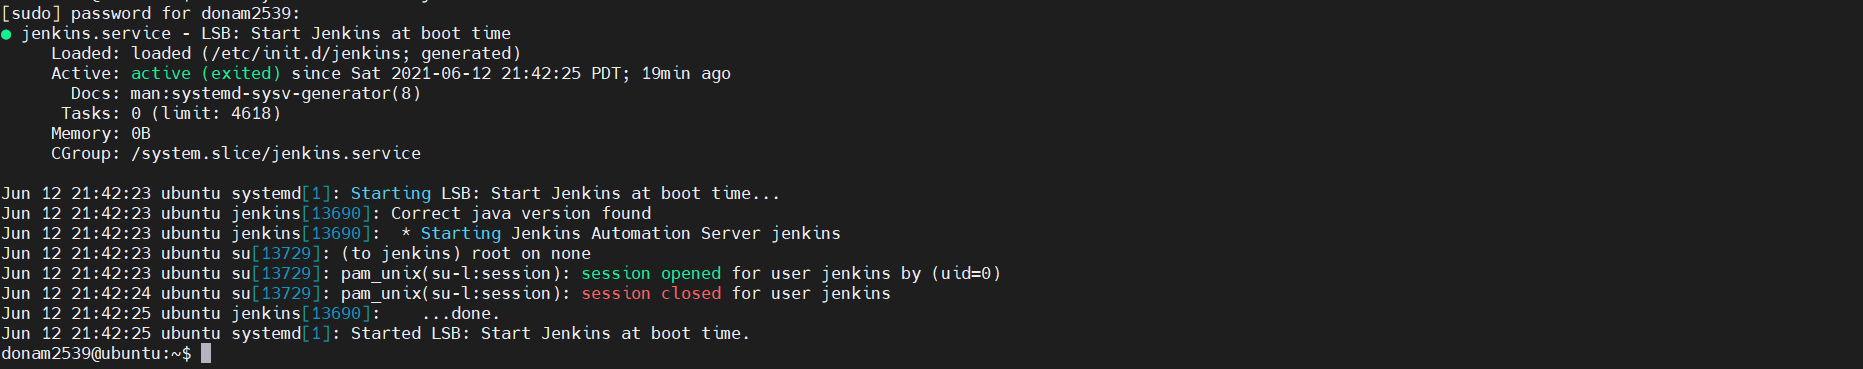 [sudo] password for donam2539:
● jenkins.service - LSB: Start Jenkins at boot time
Loaded: loaded (/etc/init.d/jenkins; generated)
Active: active (exited) since Sat 2021-06-12 21:42:25 PDT; 19min ago
Docs: man:systemd-sysv-generator(8)
Tasks: 0 (limit: 4618)
Memory: 0B
CGroup: /system.slice/jenkins.service
Jun 12 21:42:23 ubuntu systemd[1]: Starting LSB: Start Jenkins at boot time...
Jun 12 21:42:23 ubuntu jenkins[13690]: Correct java version found
Jun 12 21:42:23 ubuntu jenkins[13690]:  * Starting Jenkins Automation Server jenkins
Jun 12 21:42:23 ubuntu su[13729]: (to jenkins) root on none
Jun 12 21:42:23 ubuntu su[13729]: pam_unix(su-l:session): session opened for user jenkins by (uid=0)
Jun 12 21:42:24 ubuntu su[13729]: pam_unix(su-l:session): session closed for user jenkins
Jun 12 21:42:25 ubuntu jenkins[13690]:    ...done.
Jun 12 21:42:25 ubuntu systemd[1]: Started LSB: Start Jenkins at boot time.
donam2539@ubuntu:~$